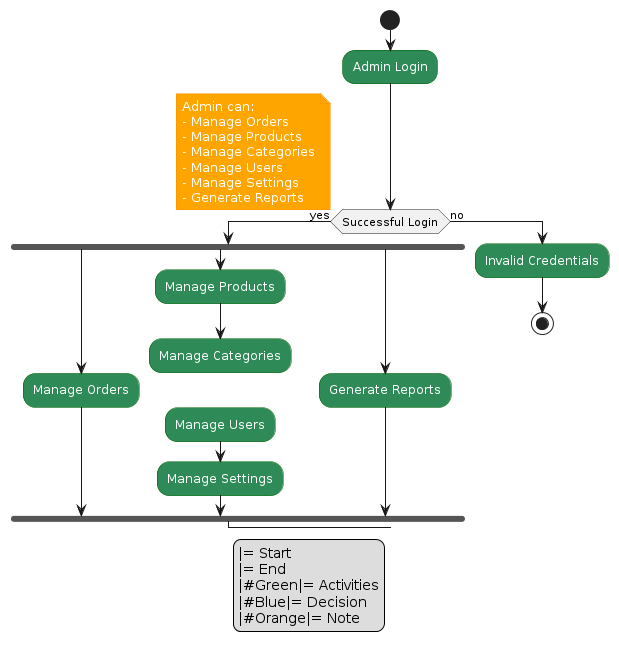 Admin Login
Admin can:
- Manage Orders
- Manage Products
- Manage Categories
- Manage Users
- Manage Settings
- Generate Reports
yes
Successful Login
no
Invalid Credentials
Manage Products
Manage Categories
Manage Orders
Generate Reports
Manage Users
Manage Settings
|= Start
|= End
|#Green|= Activities
|#Blue|= Decision
|#Orange|= Note